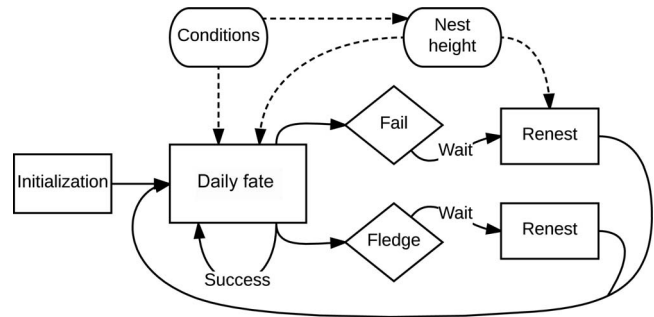 Conditions
Nest
height
Fail
Wait
Renest
Initialization
Daily fate
Success
Fledge
Wait
Renest